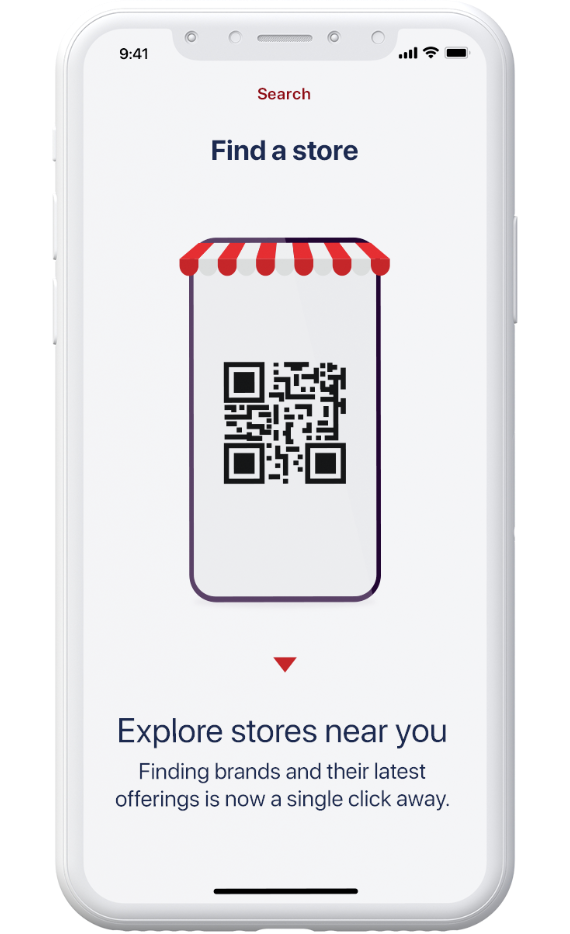 9:41
Search
Find a store
Explore stores near you
Finding brands and their latest
offerings is now a single click away.